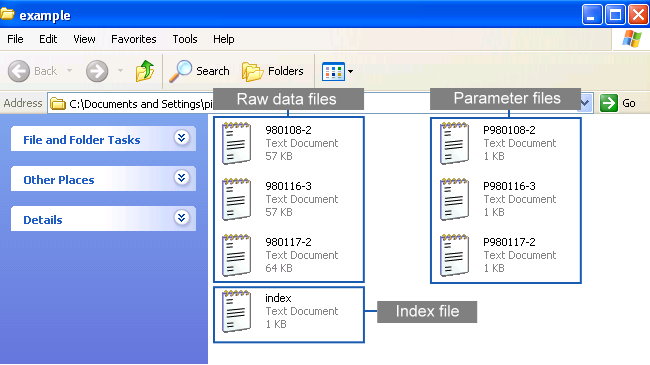 example
File Edit View Favorites Tools Help
Back Search Folders
Address C:\Documents and Settings\pi Go
Raw data files
Parameter files
File and Folder Tasks
Other Places
Details
980108-2
Text Document
57 KB
980116-3
Text Document
57 KB
980117-2
Text Document
64 KB
P980108-2
Text Document
1 KB
P980116-3
Text Document
1 KB
P980117-2
Text Document
1 KB
index
Text Document
1 KB
Index file